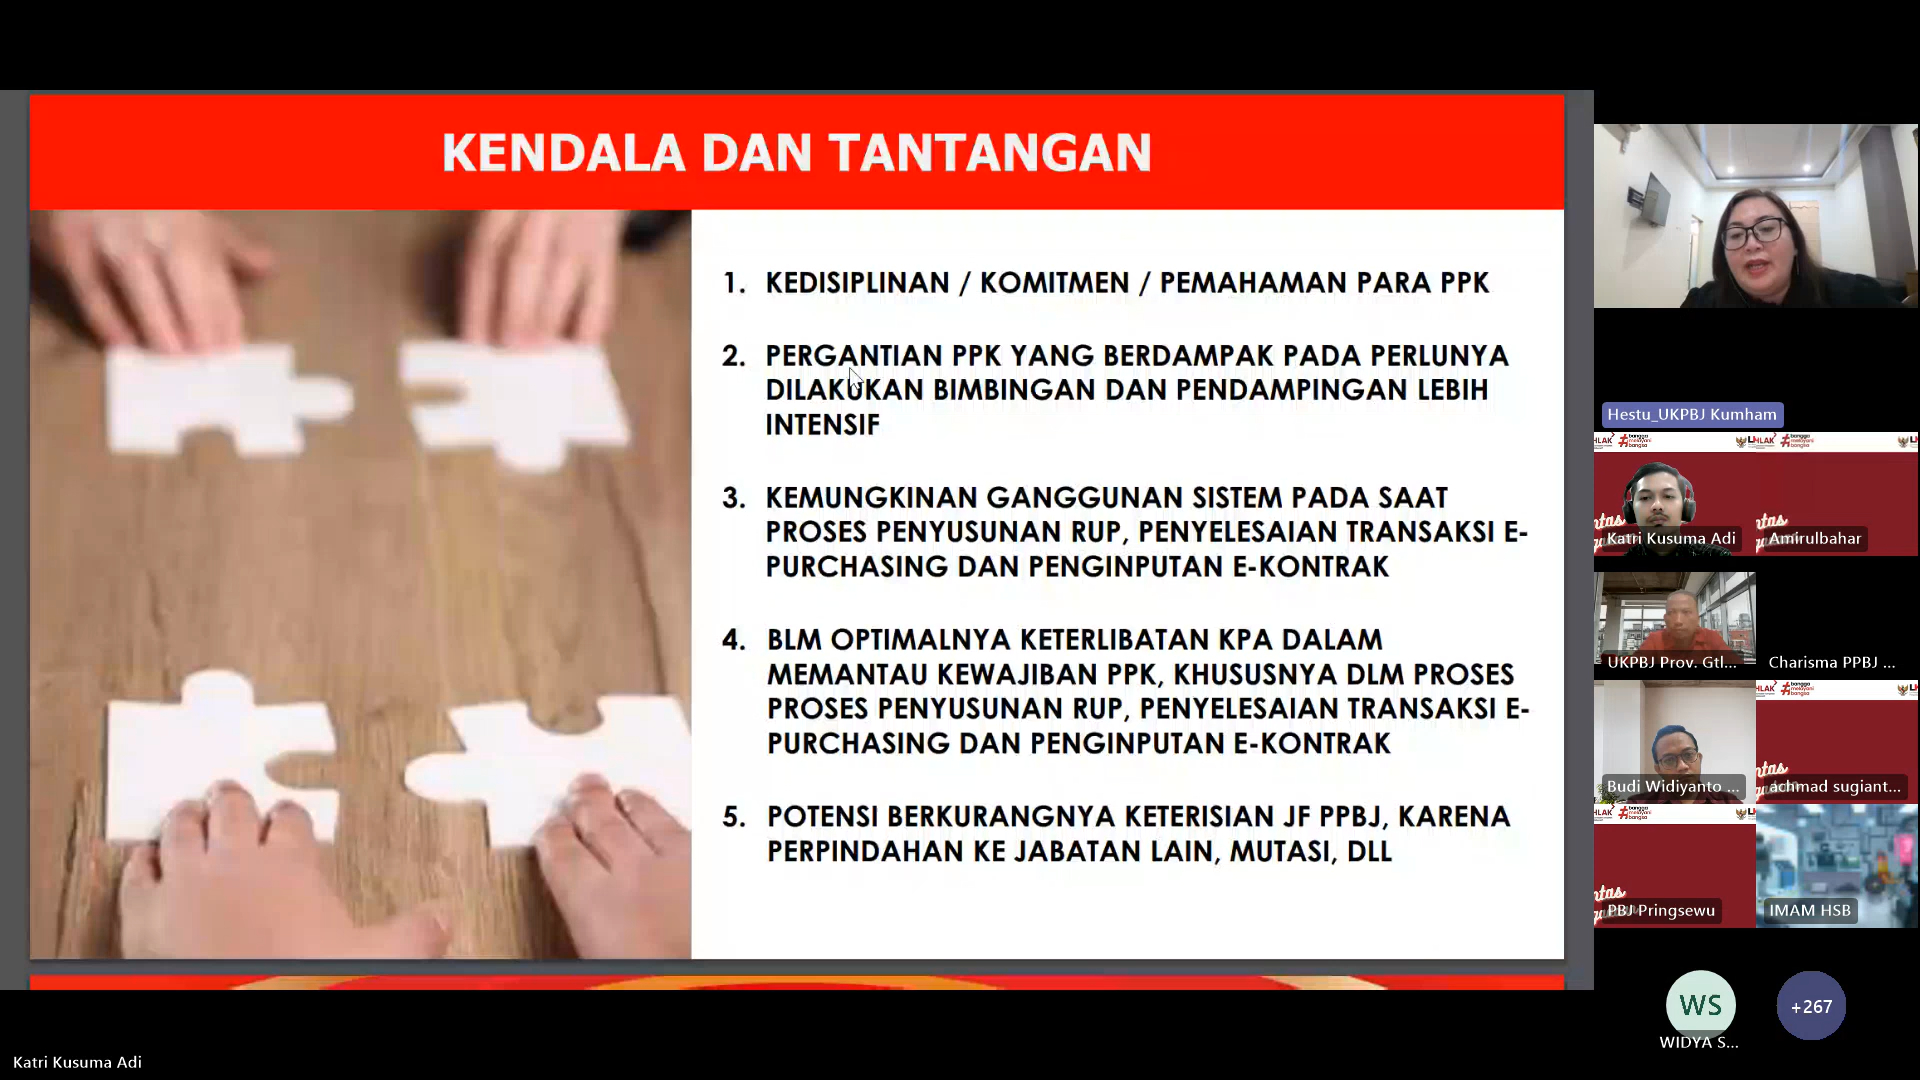 KENDALA DAN TANTANGAN
1. KEDISIPLINAN / KOMITMEN / PEMAHAMAN PARA PPK
2. PERGANTIAN PPK YANG BERDAMPAK PADA PERLUNYA
DILAKUKAN BIMBINGAN DAN PENDAMPINGAN LEBIH
INTENSIF
3. KEMUNGKINAN GANGGUNAN SISTEM PADA SAAT
PROSES PENYUSUNAN RUP, PENYELESAIAN TRANSAKSI E-
PURCHASING DAN PENGINPUTAN E-KONTRAK
4. BLM OPTIMALNYA KETERLIBATAN KPA DALAM
MEMANTAU KEWAJIBAN PPK, KHUSUSNYA DLM PROSES
PROSES PENYUSUNAN RUP, PENYELESAIAN TRANSAKSI E-
PURCHASING DAN PENGINPUTAN E-KONTRAK
5. POTENSI BERKURANGNYA KETERISIAN JF PPBJ, KARENA
PERPINDAHAN KE JABATAN LAIN, MUTASI, DLL
Hestu_UKPBJ Kumham
Katri Kusuma Adi
Amirulbahar
UKPBJ Prov. Gtl...
Charisma PPBJ ...
Budi Widiyanto ...
achmad sugiant...
PBJ Pringsewu
IMAM HSB
WS
+267
WIDYA S...
Katri Kusuma Adi